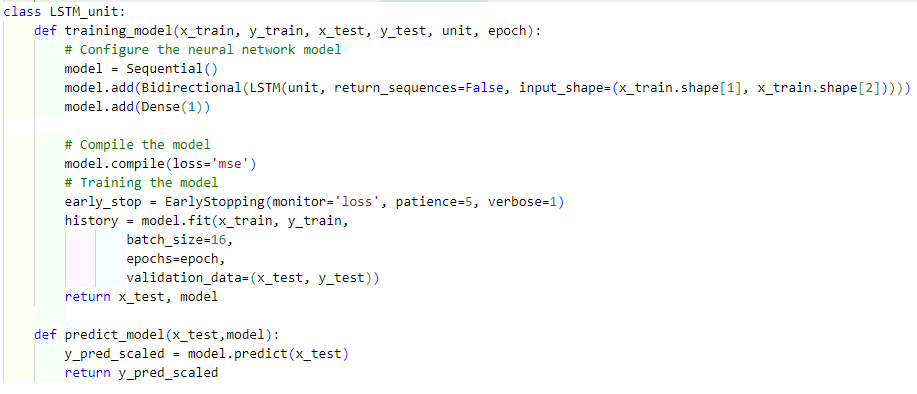 class LSTM_unit:
    def training_model(x_train, y_train, x_test, y_test, unit, epoch):
        # Configure the neural network model
        model = Sequential()
        model.add(Bidirectional(LSTM(unit, return_sequences=False, input_shape=(x_train.shape[1], x_train.shape[2]))))
        model.add(Dense(1))

        # Compile the model
        model.compile(loss='mse')
        # Training the model
        early_stop = EarlyStopping(monitor='loss', patience=5, verbose=1)
        history = model.fit(x_train, y_train,
                batch_size=16,
                epochs=epoch,
                validation_data=(x_test, y_test))
        return x_test, model

    def predict_model(x_test,model):
        y_pred_scaled = model.predict(x_test)
        return y_pred_scaled